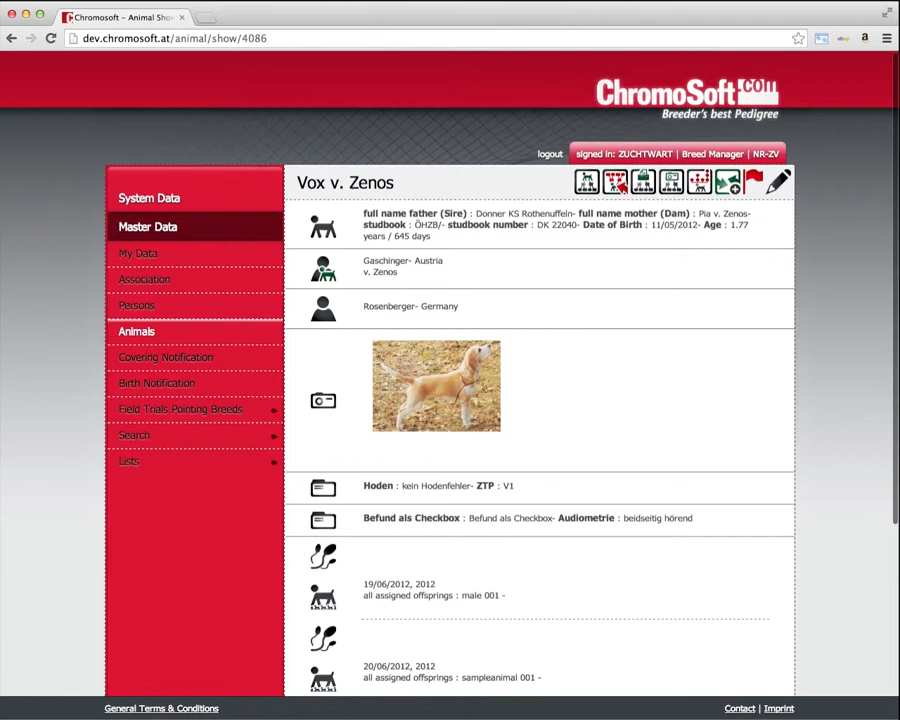 Chromosoft – Animal Show
dev.chromosoft.at/animal/show/4086
ChromoSoft.com
Breeder's best Pedigree
logout
signed in: ZUCHTWART | Breed Manager | NR-ZV
System Data
Master Data
My Data
Association
Persons
Animals
Covering Notification
Birth Notification
Field Trials Pointing Breeds
Search
Lists
Vox v. Zenos
full name father (Sire) : Donner KS Rothenuffeln- full name mother (Dam) : Pia v. Zenos-
studbook : ÖHZB/- studbook number : DK 22040- Date of Birth : 11/05/2012- Age : 1.77
years / 645 days
Gaschinger- Austria
v. Zenos
Rosenberger- Germany
Hoden : kein Hodenfehler- ZTP : V1
Befund als Checkbox : Befund als Checkbox- Audiometrie : beidseitig hörend
19/06/2012, 2012
all assigned offsprings : male 001 -
20/06/2012, 2012
all assigned offsprings : sampleanimal 001 -
General Terms & Conditions
Contact | Imprint